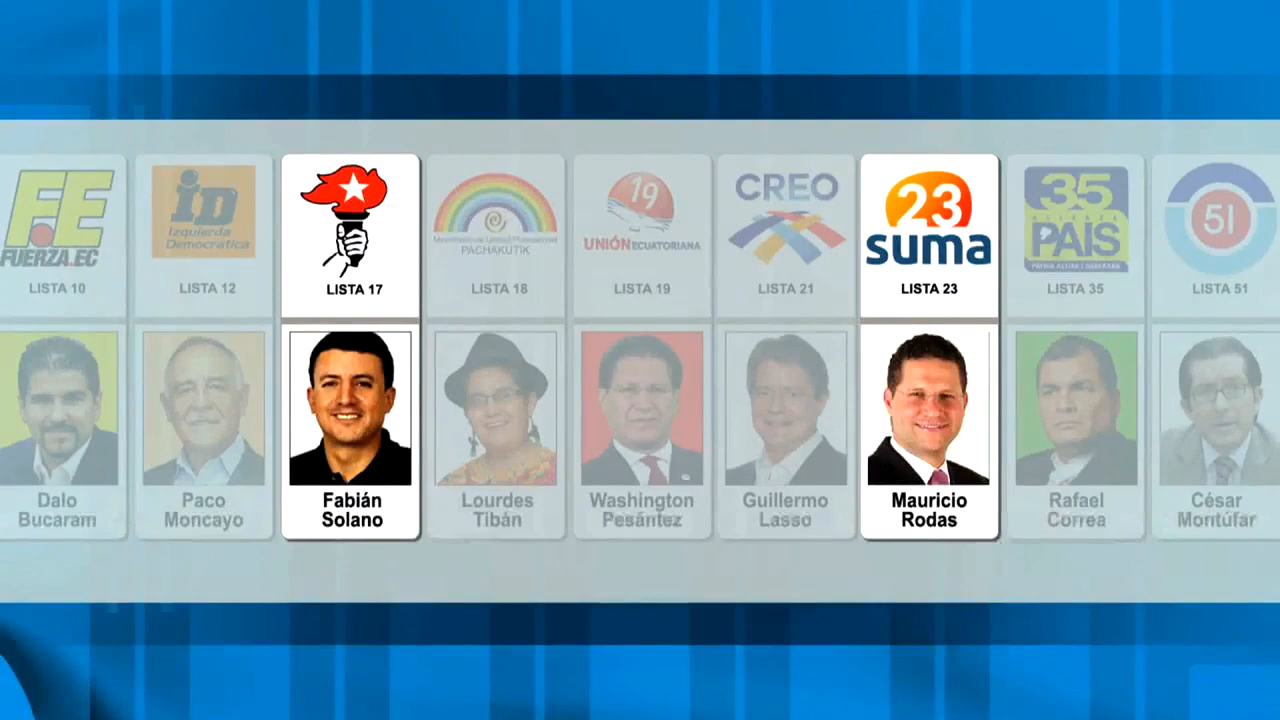 FE
FUERZA.EC
LISTA 10
iD
Izquierda
Democrática
LISTA 12
LISTA 17
PACHAKUTIK
LISTA 18
19
UNIÓN ECUATORIANA
LISTA 19
CREO
LISTA 21
23
suma
LISTA 23
35
ALIANZA
PAIS
LISTA 35
51
LISTA 51
Dalo
Bucaram
Paco
Moncayo
Fabián
Solano
Lourdes
Tibán
Washington
Pesántez
Guillermo
Lasso
Mauricio
Rodas
Rafael
Correa
César
Montúfar